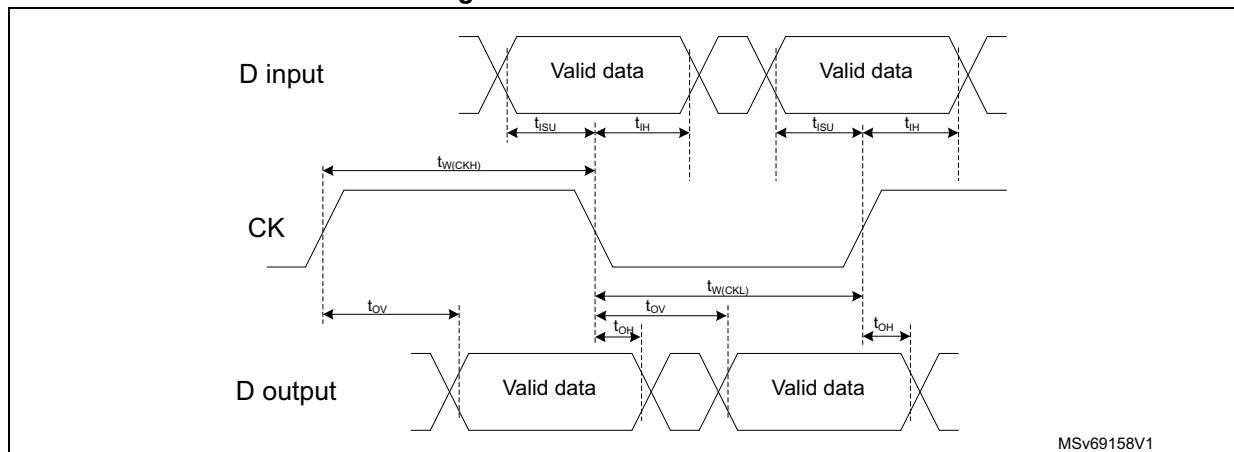 D input
Valid data
Valid data
tISU
tIH
tISU
tIH
tW(CKH)
CK
tW(CKL)
tOV
tOV
tOH
tOH
D output
Valid data
Valid data
MSv69158V1